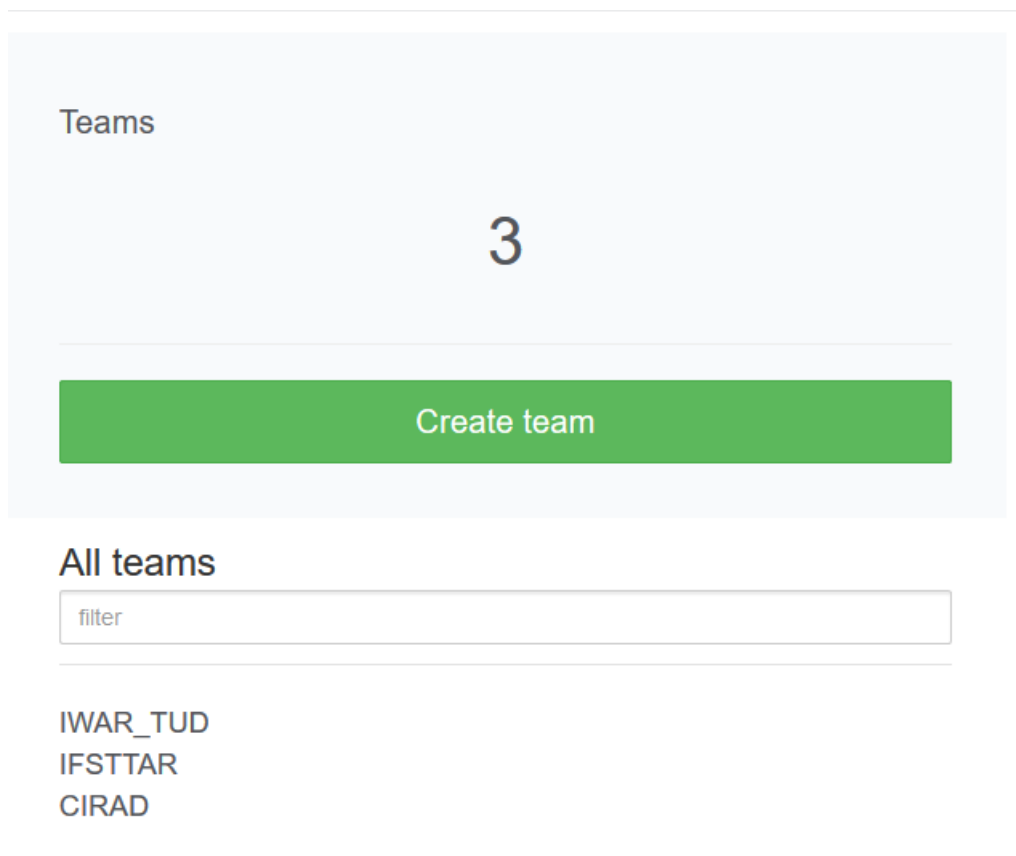 Teams
3
Create team
All teams
filter
IWAR_TUD
IFSTTAR
CIRAD